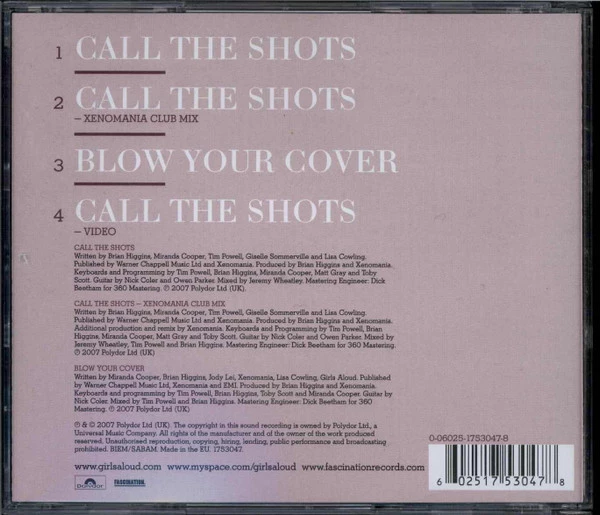 1 CALL THE SHOTS
2 CALL THE SHOTS
– XENOMANIA CLUB MIX
3 BLOW YOUR COVER
4 CALL THE SHOTS
– VIDEO
CALL THE SHOTS
Written by Brian Higgins, Miranda Cooper, Tim Powell, Giselle Sommerville and Lisa Cowling.
Published by Warner Chappell Music Ltd and Xenomania. Produced by Brian Higgins and Xenomania.
Keyboards and Programming by Tim Powell, Brian Higgins, Miranda Cooper, Matt Gray and Toby
Scott. Guitar by Nick Coler and Owen Parker. Mixed by Jeremy Wheatley. Mastering Engineer: Dick
Beetham for 360 Mastering. ℗ 2007 Polydor Ltd (UK).
CALL THE SHOTS – XENOMANIA CLUB MIX
Written by Brian Higgins, Miranda Cooper, Tim Powell, Giselle Sommerville and Lisa Cowling.
Published by Warner Chappell Music Ltd and Xenomania. Produced by Brian Higgins and Xenomania.
Additional production and remix by Xenomania. Keyboards and Programming by Tim Powell, Brian
Higgins, Miranda Cooper, Matt Gray and Toby Scott. Guitar by Nick Coler and Owen Parker. Mixed by
Jeremy Wheatley, Tim Powell and Brian Higgins. Mastering Engineer: Dick Beetham for 360 Mastering.
℗ 2007 Polydor Ltd (UK)
BLOW YOUR COVER
Written by Miranda Cooper, Brian Higgins, Jody Lei, Xenomania, Lisa Cowling, Girls Aloud. Published
by Warner Chappell Music Ltd, Xenomania and EMI. Produced by Brian Higgins and Xenomania.
Keyboards and programming by Tim Powell, Brian Higgins, Toby Scott and Miranda Cooper. Guitar by
Nick Coler. Mixed by Tim Powell and Brian Higgins. Mastering Engineer: Dick Beetham for 360
Mastering. ℗ 2007 Polydor Ltd (UK)
℗ & © 2007 Polydor Ltd. (UK) The copyright in this sound recording is owned by Polydor Ltd., a
Universal Music Company. All rights of the manufacturer and of the owner of the work produced
reserved. Unauthorised reproduction, copying, hiring, lending, public performances and broadcasting
prohibited. BIEM/SABAM. Made in the EU. 1753047.
0-06025-1753047-8
www.girlsaloud.com www.myspace.com/girlsaloud www.fascinationrecords.com
Polydor FASCINATION
6 02517 53047 8